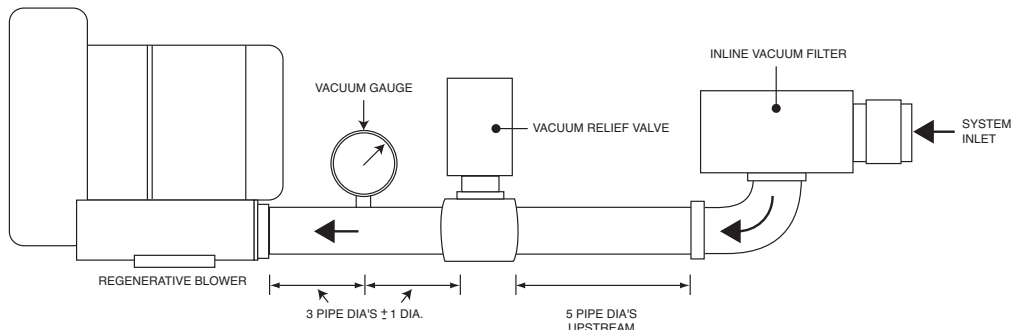 INLINE VACUUM FILTER
VACUUM GAUGE
VACUUM RELIEF VALVE
SYSTEM
INLET
REGENERATIVE BLOWER
3 PIPE DIA'S ± 1 DIA.
5 PIPE DIA'S
UPSTREAM